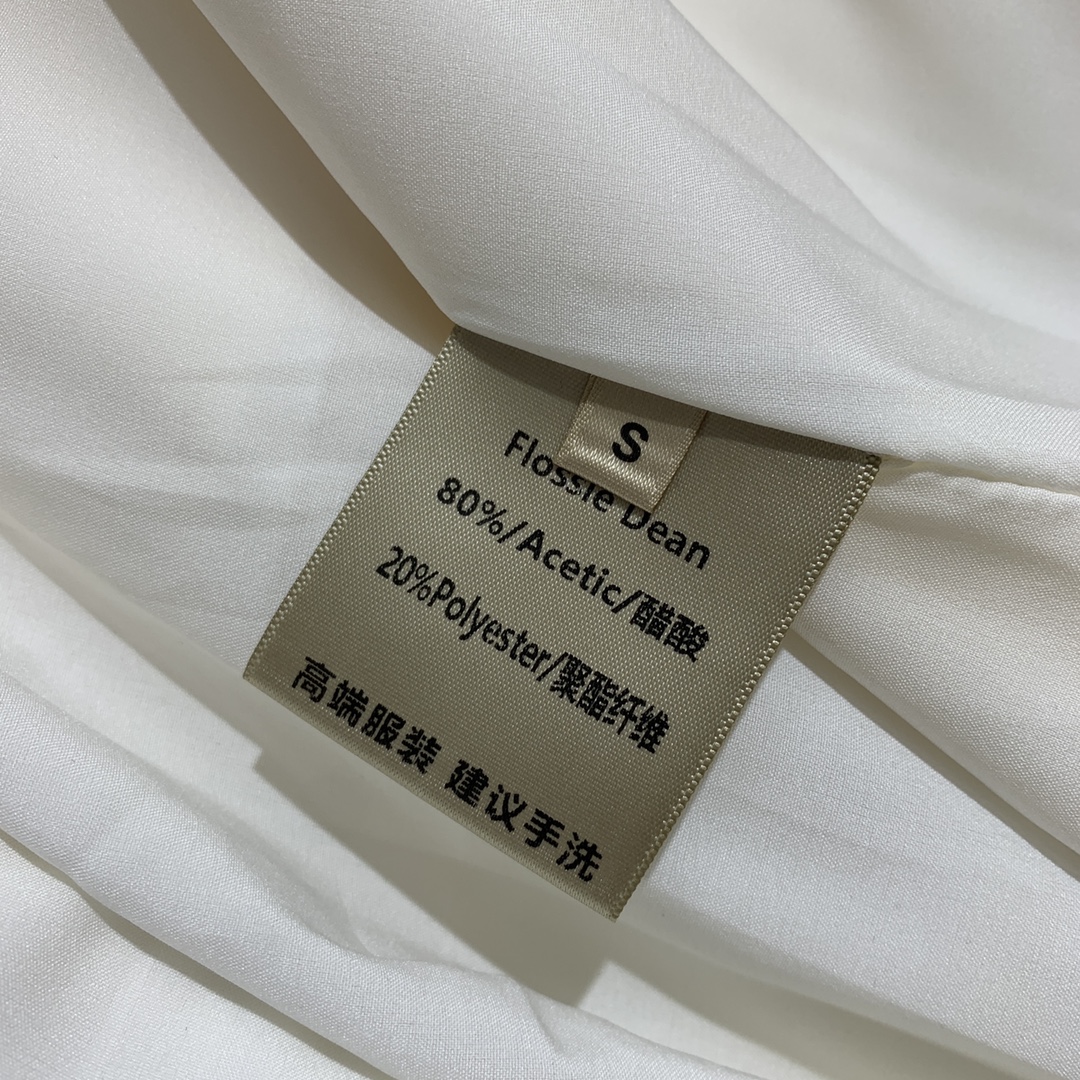 S
Flossie Dean
80%/Acetic/醋酸
20%Polyester/聚酯纤维
高端服装 建议手洗